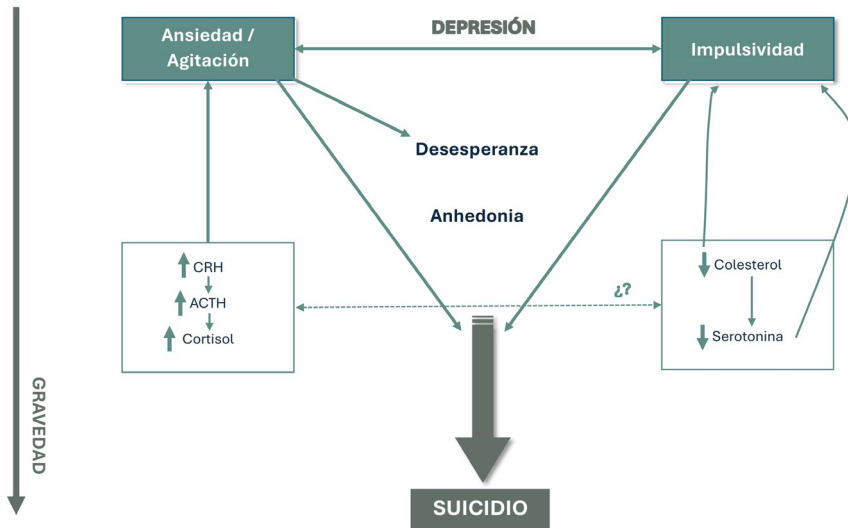 DEPRESIÓN
Ansiedad /
Agitación
Impulsividad
Desesperanza
Anhedonia
CRH
ACTH
Cortisol
¿?
Colesterol
Serotonina
GRAVEDAD
SUICIDIO